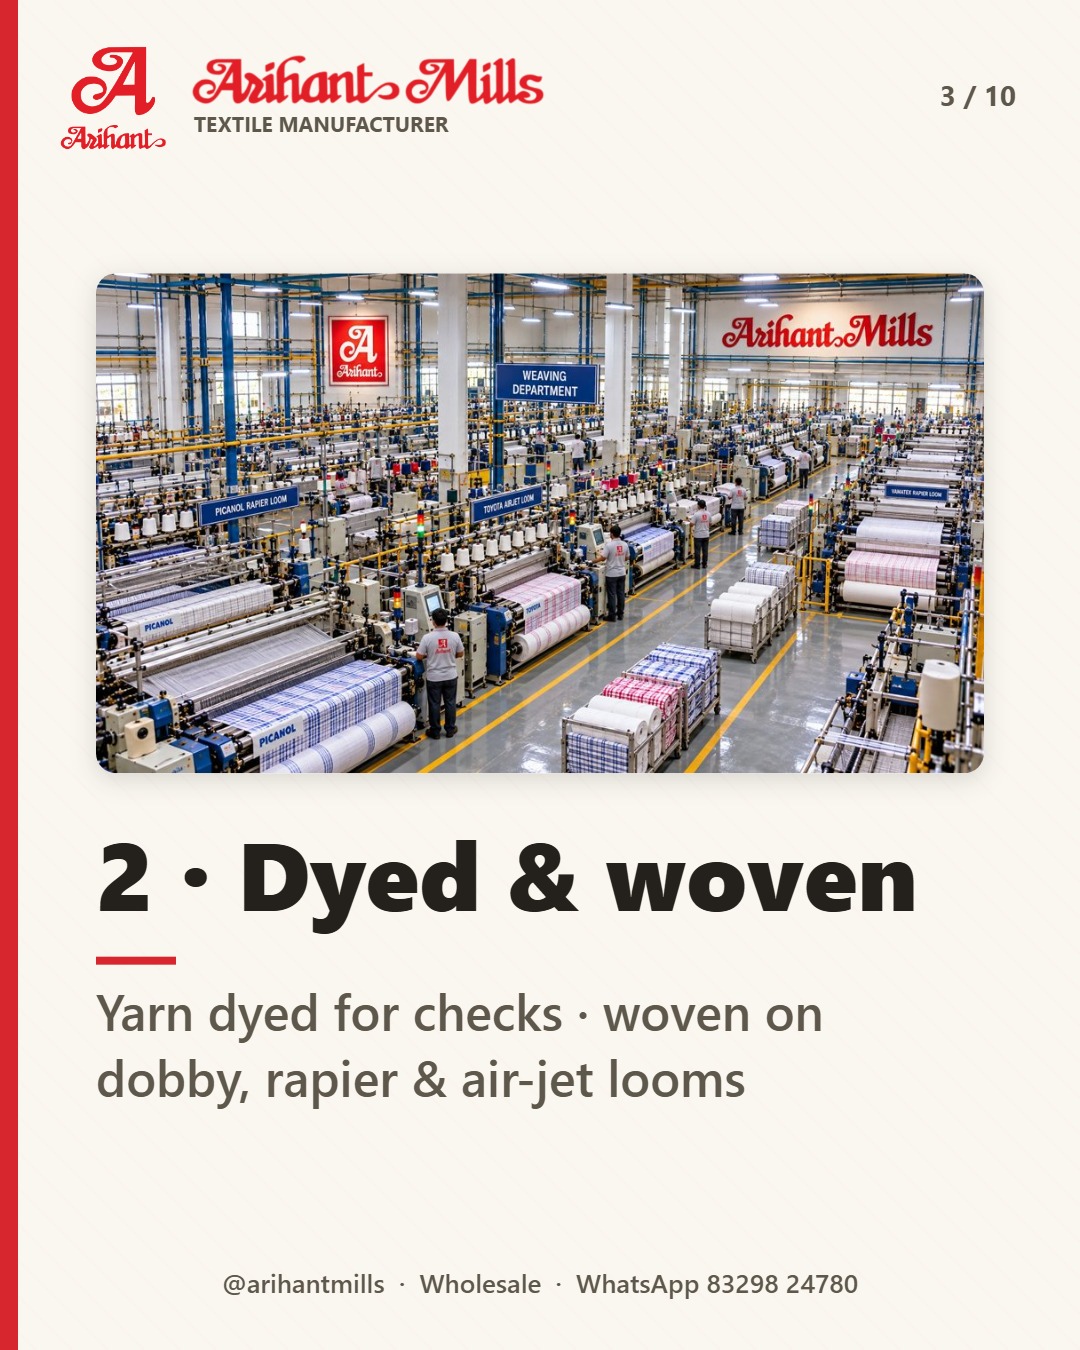 A
Arihant
Arihant Mills
TEXTILE MANUFACTURER
3 / 10
A
Arihant
Arihant Mills
WEAVING
DEPARTMENT
PICANOL RAPIER LOOM
TOYOTA AIRJET LOOM
PICANOL
TOYOTA
PICANOL
2 · Dyed & woven
Yarn dyed for checks · woven on
dobby, rapier & air-jet looms
@arihantmills · Wholesale · WhatsApp 83298 24780